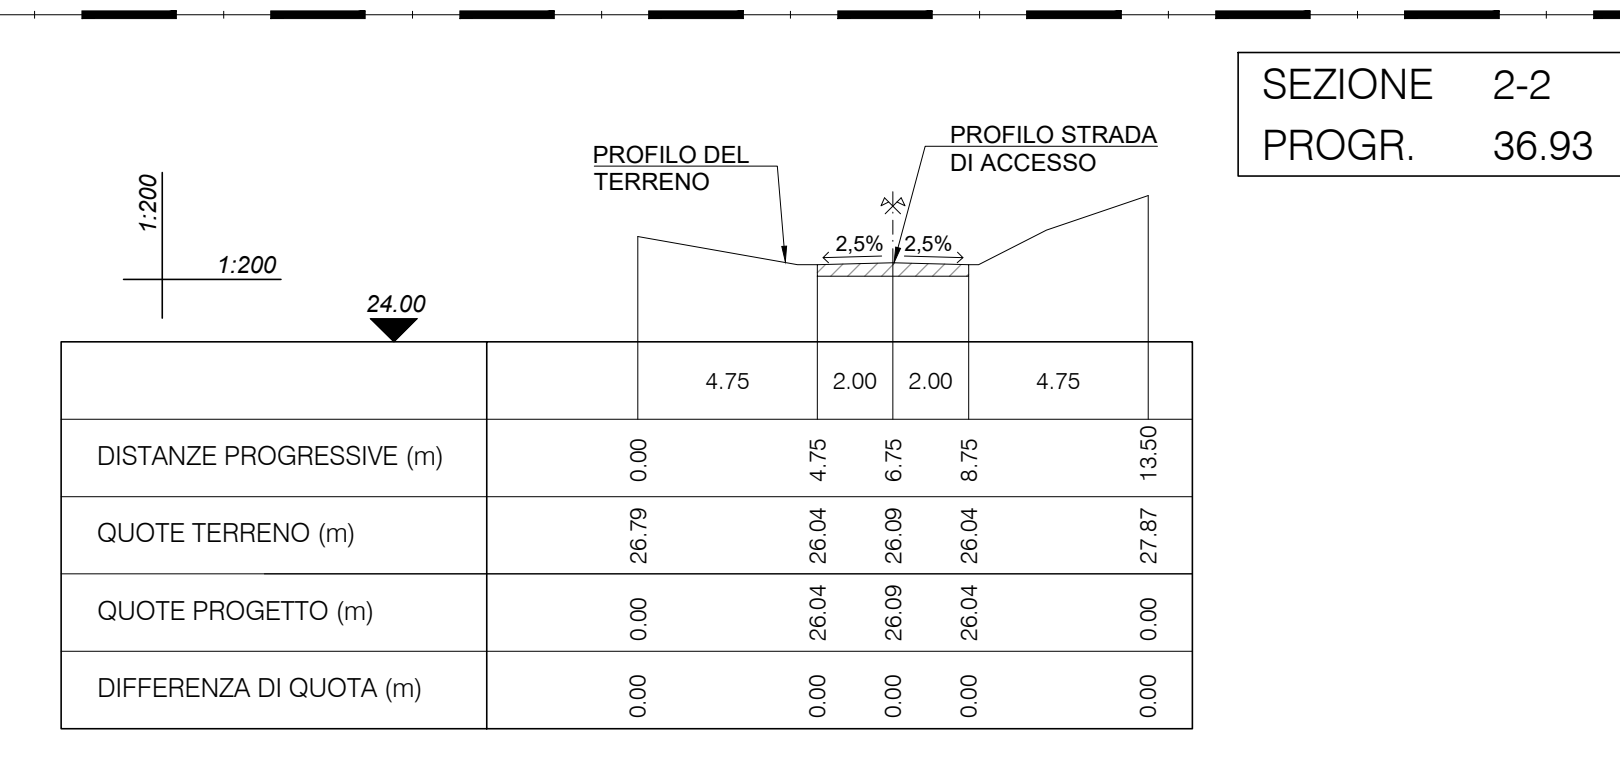 SEZIONE 2-2
PROGR. 36.93
PROFILO DEL
TERRENO
PROFILO STRADA
DI ACCESSO
1:200
1:200
2,5% 2,5%
24.00
4.75 2.00 2.00 4.75
DISTANZE PROGRESSIVE (m) 0.00 4.75 6.75 8.75 13.50
QUOTE TERRENO (m) 26.79 26.04 26.09 26.04 27.87
QUOTE PROGETTO (m) 0.00 26.04 26.09 26.04 0.00
DIFFERENZA DI QUOTA (m) 0.00 0.00 0.00 0.00 0.00